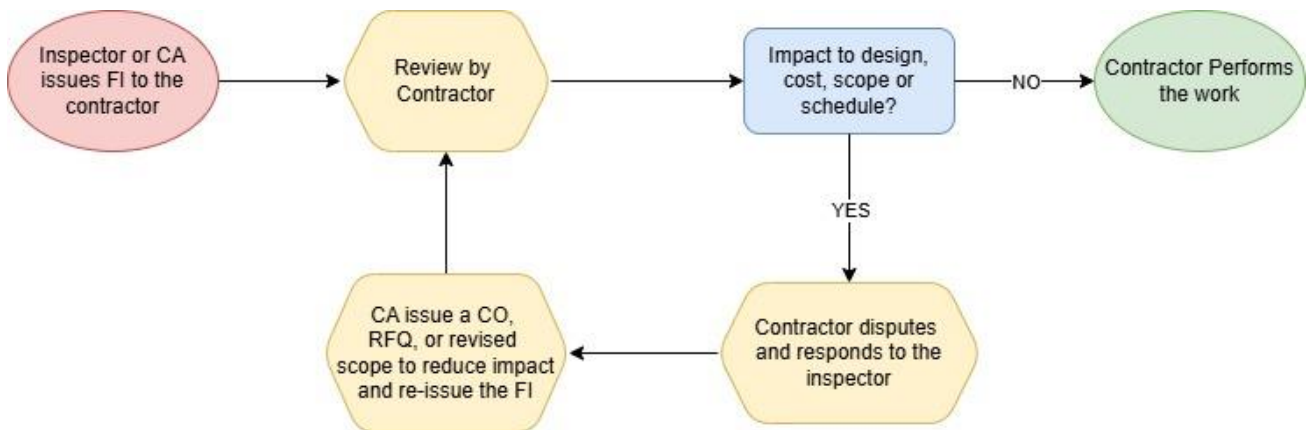 Inspector or CA
issues FI to the
contractor
Review by
Contractor
Impact to design,
cost, scope or
schedule?
NO
Contractor Performs
the work
YES
CA issue a CO,
RFQ, or revised
scope to reduce impact
and re-issue the FI
Contractor disputes
and responds to the
inspector